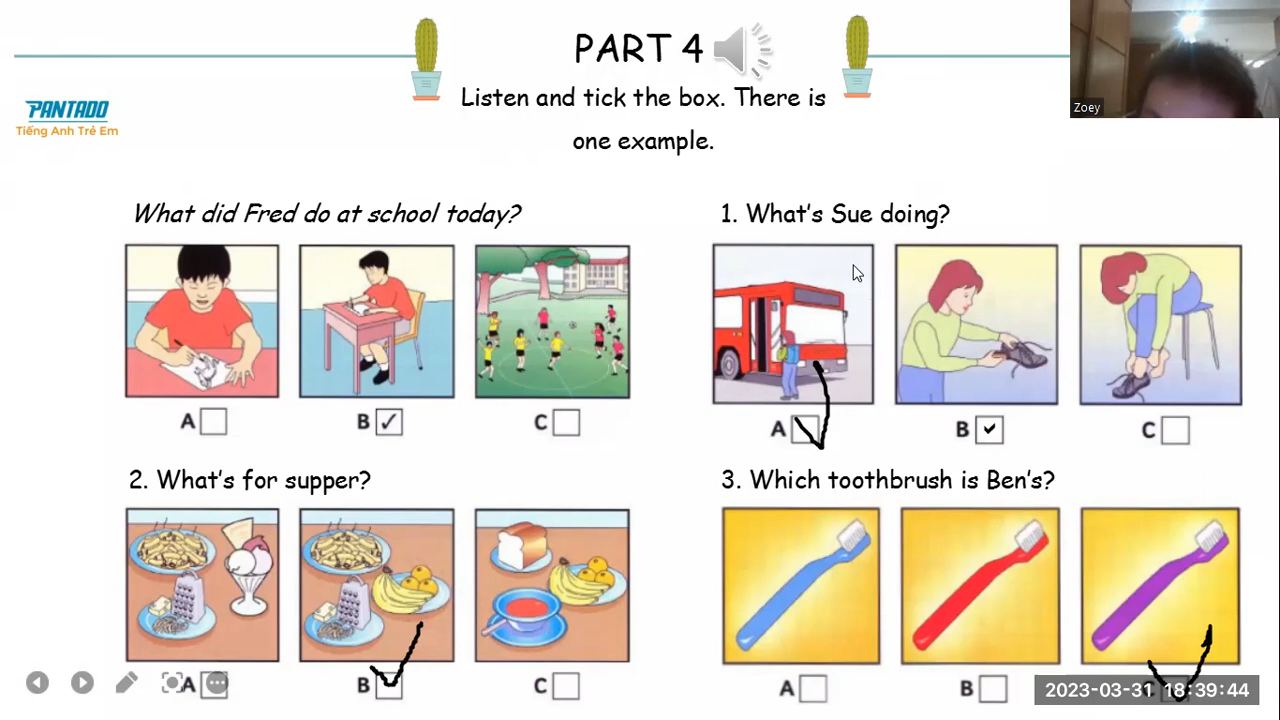 PART 4
Listen and tick the box. There is
one example.
Zoey
PANTADO
Tiếng Anh Trẻ Em
What did Fred do at school today?
A
B
C
1. What's Sue doing?
A
B
C
2. What's for supper?
A
B
C
3. Which toothbrush is Ben's?
A
B
C
2023-03-31 18:39:44